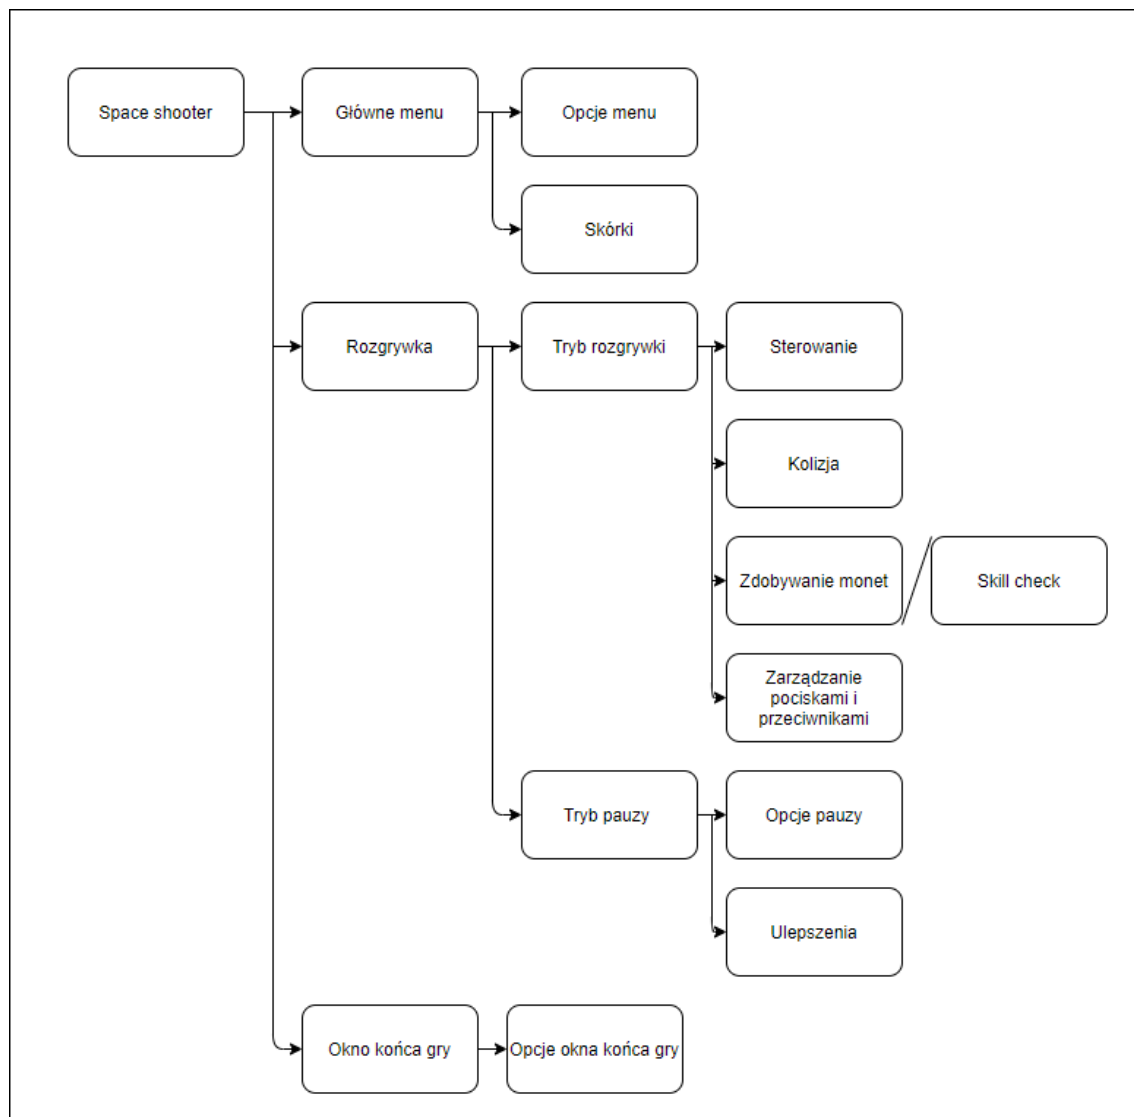 Space shooter
Główne menu
Opcje menu
Skórki
Rozgrywka
Tryb rozgrywki
Sterowanie
Kolizja
Zdobywanie monet
Skill check
Zarządzanie
pociskami i
przeciwnikami
Tryb pauzy
Opcje pauzy
Ulepszenia
Okno końca gry
Opcje okna końca gry